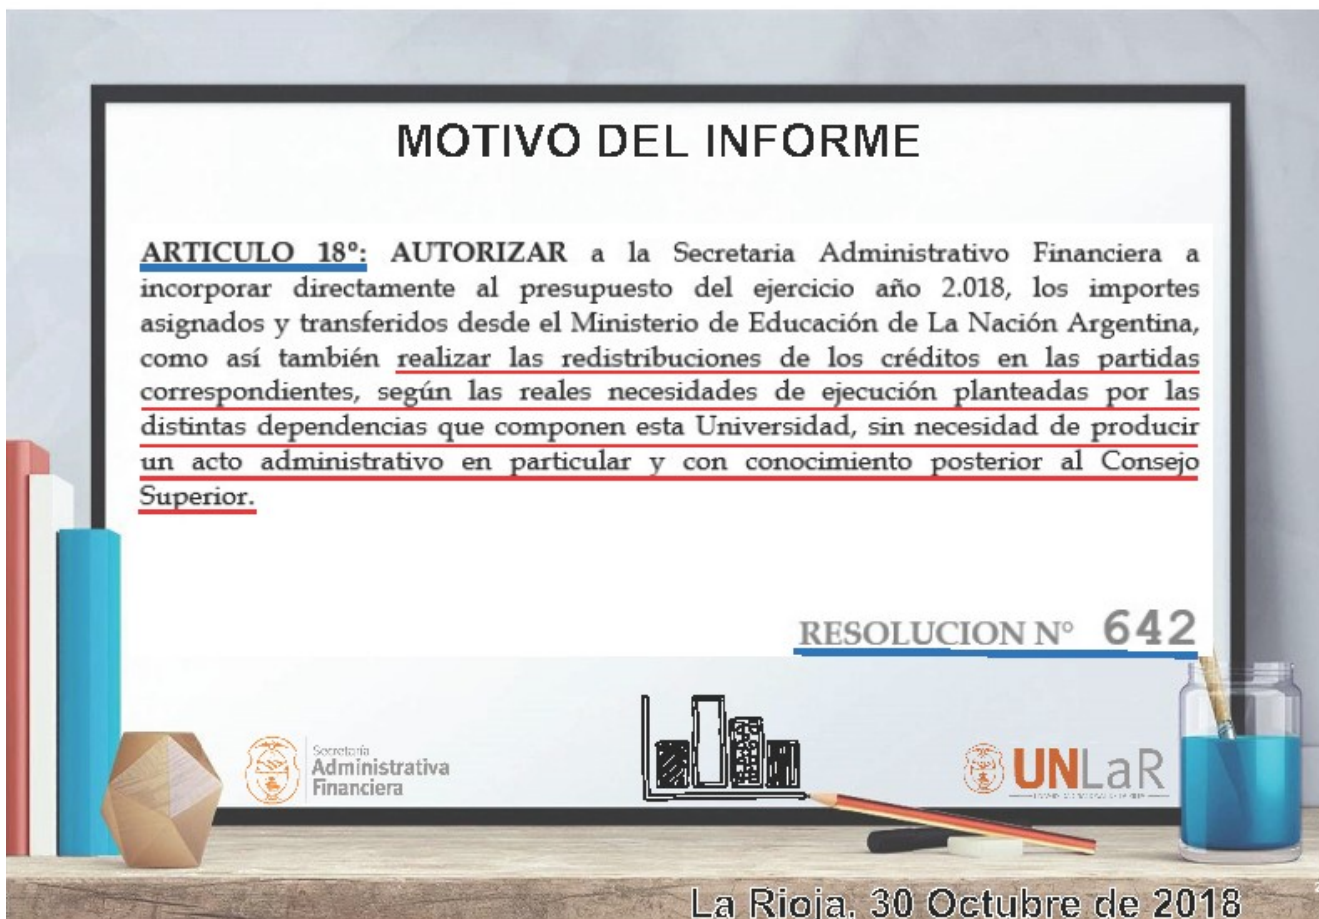 MOTIVO DEL INFORME
ARTICULO 18º: AUTORIZAR a la Secretaria Administrativo Financiera a
incorporar directamente al presupuesto del ejercicio año 2.018, los importes
asignados y transferidos desde el Ministerio de Educación de La Nación Argentina,
como así también realizar las redistribuciones de los créditos en las partidas
correspondientes, según las reales necesidades de ejecución planteadas por las
distintas dependencias que componen esta Universidad, sin necesidad de producir
un acto administrativo en particular y con conocimiento posterior al Consejo
Superior.
RESOLUCION Nº 642
Secretaría
Administrativa
Financiera
UNLaR
La Rioja, 30 Octubre de 2018